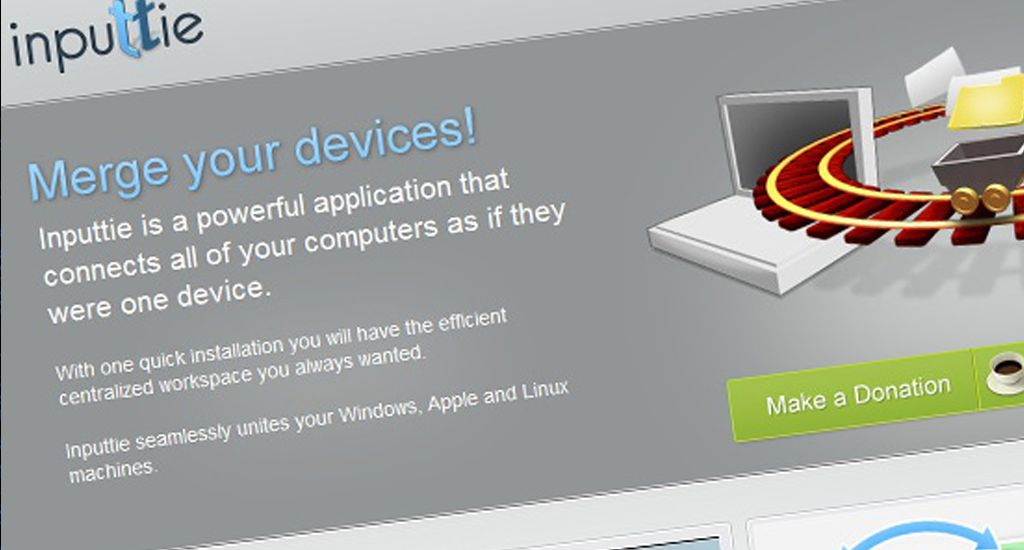 inputtie
Merge your devices!
Inputtie is a powerful application that
connects all of your computers as if they
were one device.
With one quick installation you will have the efficient
centralized workspace you always wanted.
Inputtie seamlessly unites your Windows, Apple and Linux
machines.
Make a Donation